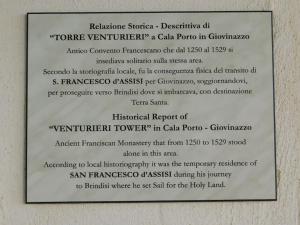 Relazione Storica - Descrittiva di
“TORRE VENTURIERI” a Cala Porto in Giovinazzo
Antico Convento Francescano che dal 1250 al 1529 si
insediava solitario sulla stessa area.
Secondo la storiografia locale, fu la conseguenza fisica del transito di
S. FRANCESCO d’ASSISI per Giovinazzo, soggiornandovi,
per proseguire verso Brindisi dove si imbarcava, con destinazione
Terra Santa.
Historical Report of
“VENTURIERI TOWER” in Cala Porto - Giovinazzo
Ancient Franciscan Monastery that from 1250 to 1529 stood
alone in this area.
According to local historiography it was the temporary residence of
SAN FRANCESCO d’ASSISI during his journey
to Brindisi where he set Sail for the Holy Land.